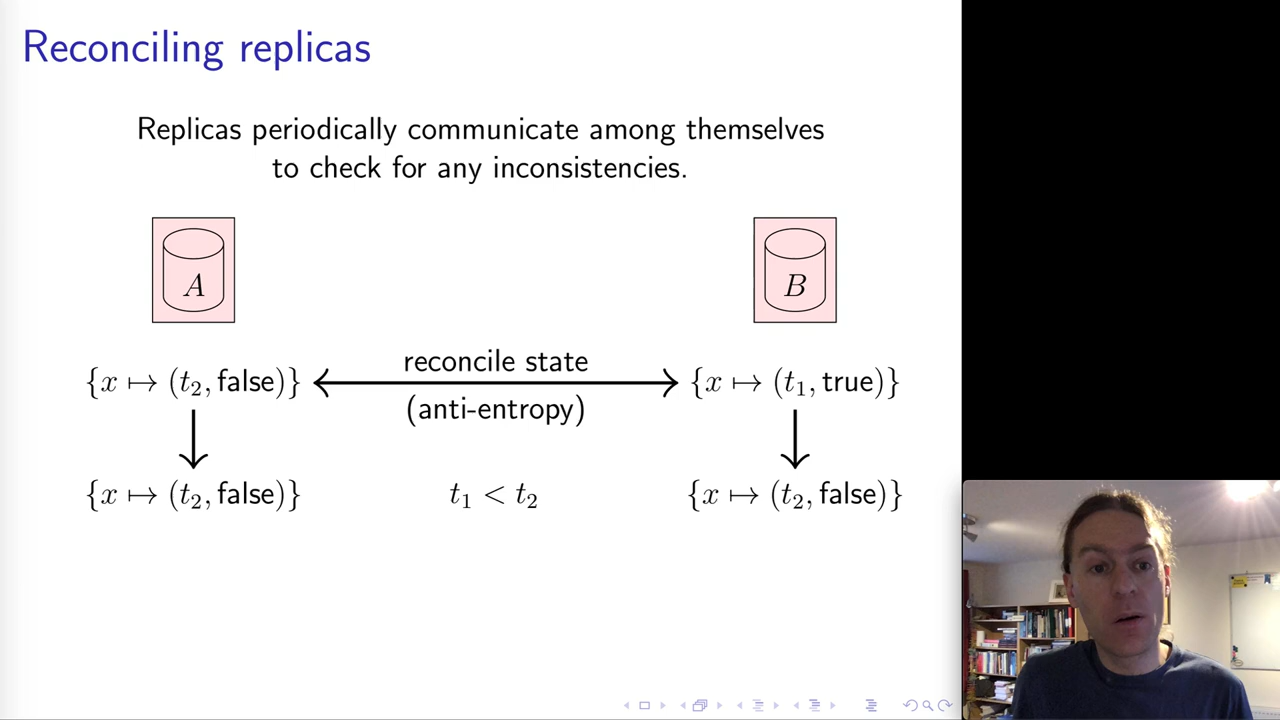 Reconciling replicas
Replicas periodically communicate among themselves
to check for any inconsistencies.
A
B
{x ↦ (t₂, false)}
reconcile state
(anti-entropy)
{x ↦ (t₁, true)}
{x ↦ (t₂, false)}
t₁ < t₂
{x ↦ (t₂, false)}